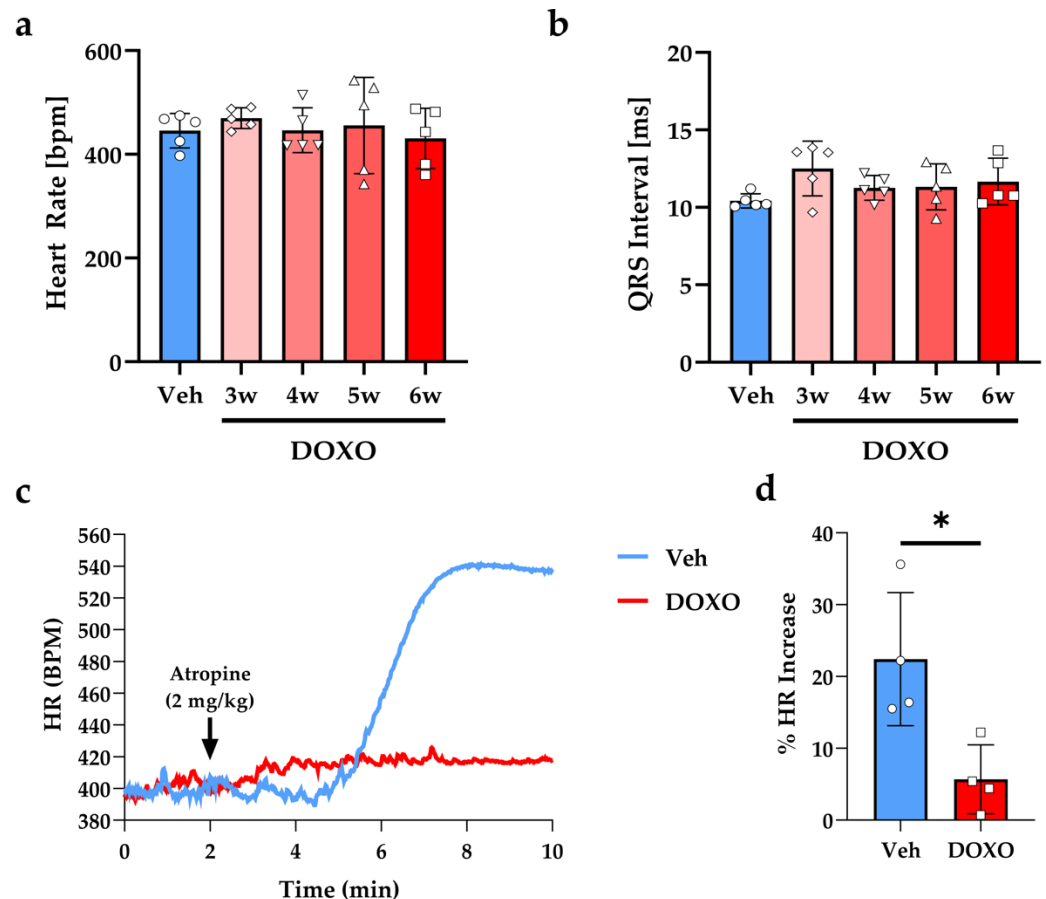 a
Heart Rate [bpm]
600
400
200
0
Veh
3w
4w
5w
6w
DOXO
b
QRS Interval [ms]
20
15
10
5
0
Veh
3w
4w
5w
6w
DOXO
c
HR (BPM)
560
540
520
500
480
460
440
420
400
380
Atropine
(2 mg/kg)
0
2
4
6
8
10
Time (min)
Veh
DOXO
d
% HR Increase
40
30
20
10
0
*
Veh
DOXO